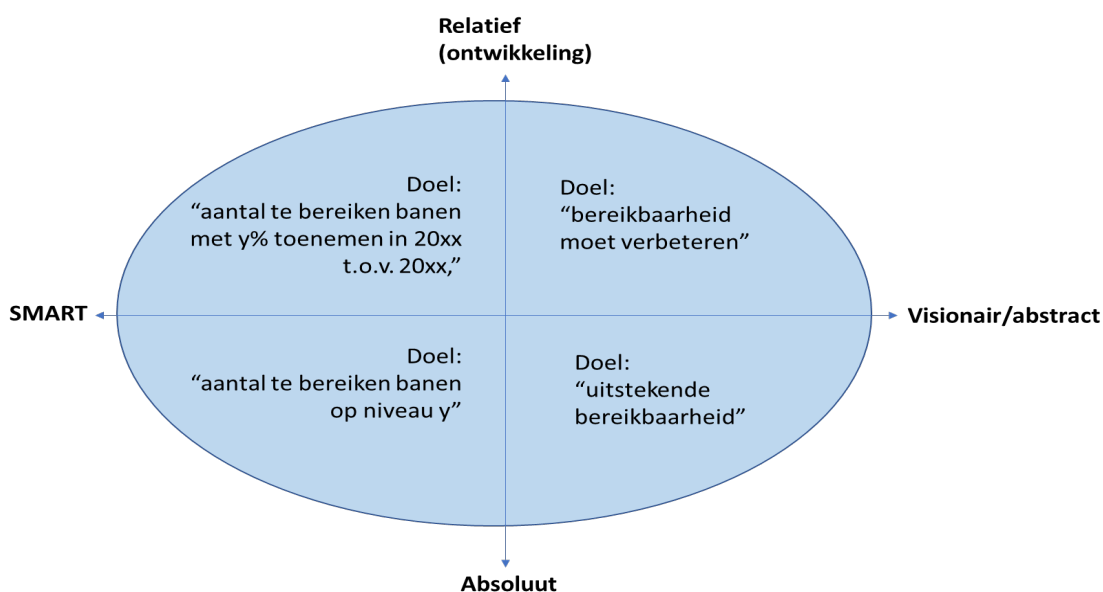 Relatief
(ontwikkeling)
Doel:
“aantal te bereiken banen
met y% toenemen in 20xx
t.o.v. 20xx,”
Doel:
“bereikbaarheid
moet verbeteren”
SMART
Visionair/abstract
Doel:
“aantal te bereiken banen
op niveau y”
Doel:
“uitstekende
bereikbaarheid”
Absoluut